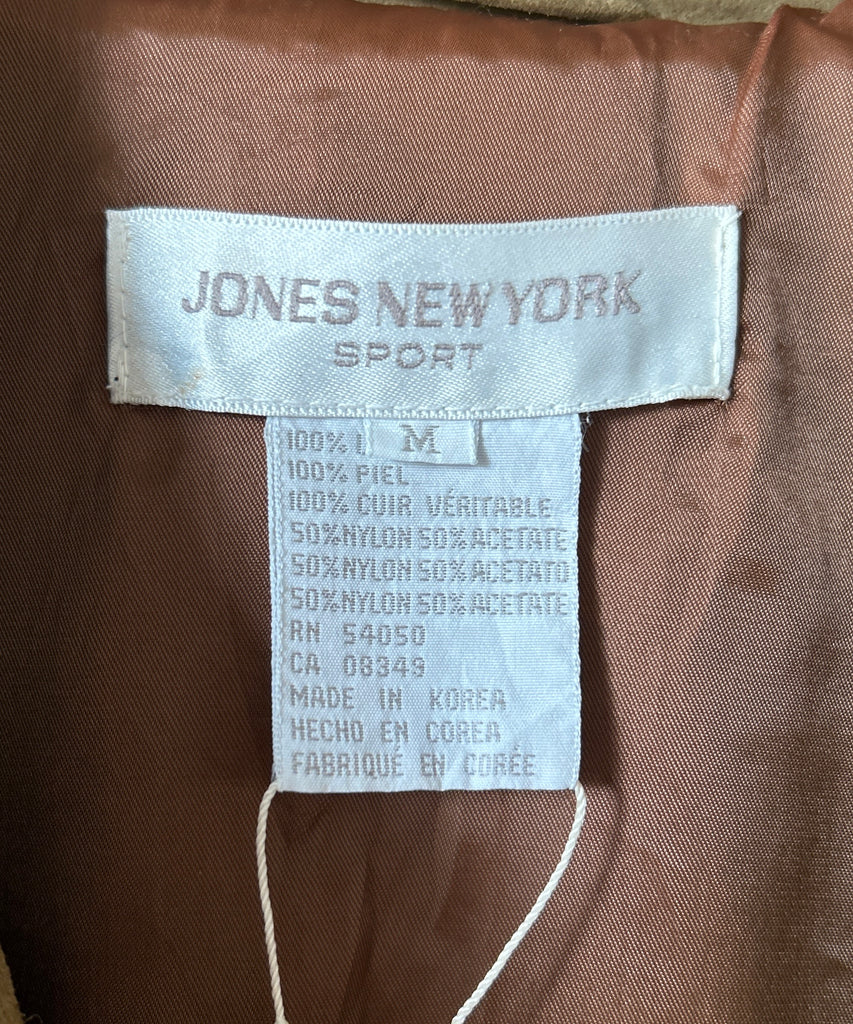 JONES NEW YORK
SPORT
M
100%
100% PIEL
100% CUIR VÉRITABLE
50%NYLON 50%ACETATE
50%NYLON 50%ACETATO
50%NYLON 50%ACETATE
RN 54050
CA 08349
MADE IN KOREA
HECHO EN COREA
FABRIQUÉ EN CORÉE